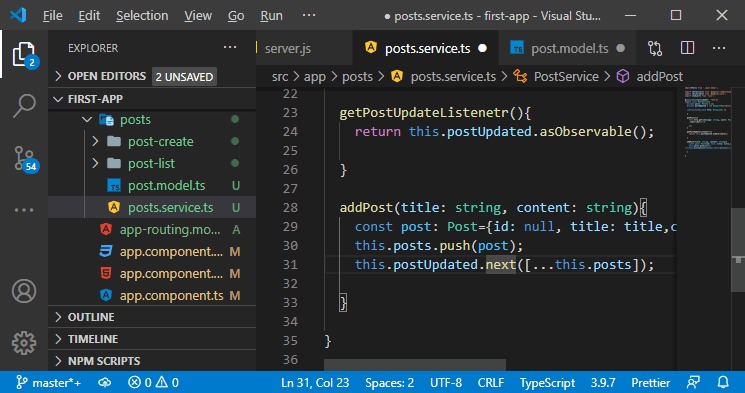 File Edit Selection View Go Run ··· posts.service.ts • first-app - Visual Stu...
EXPLORER ···
OPEN EDITORS 2 UNSAVED
FIRST-APP
posts
post-create
post-list
post.model.ts U
posts.service.ts U
app-routing.mo... A
app.component.... M
app.component.... M
app.component.ts M
OUTLINE
TIMELINE
NPM SCRIPTS
2
54
server.js posts.service.ts ● post.model.ts ● ···
src > app > posts > posts.service.ts > PostService > addPost
22
23 getPostUpdateListenetr(){
24 return this.postUpdated.asObservable();
25
26 }
27
28 addPost(title: string, content: string){
29 const post: Post={id: null, title: title,c
30 this.posts.push(post);
31 this.postUpdated.next([...this.posts]);
32
33 }
34
35 }
36
master*+ 0 0 Ln 31, Col 23 Spaces: 2 UTF-8 CRLF TypeScript 3.9.7 Prettier